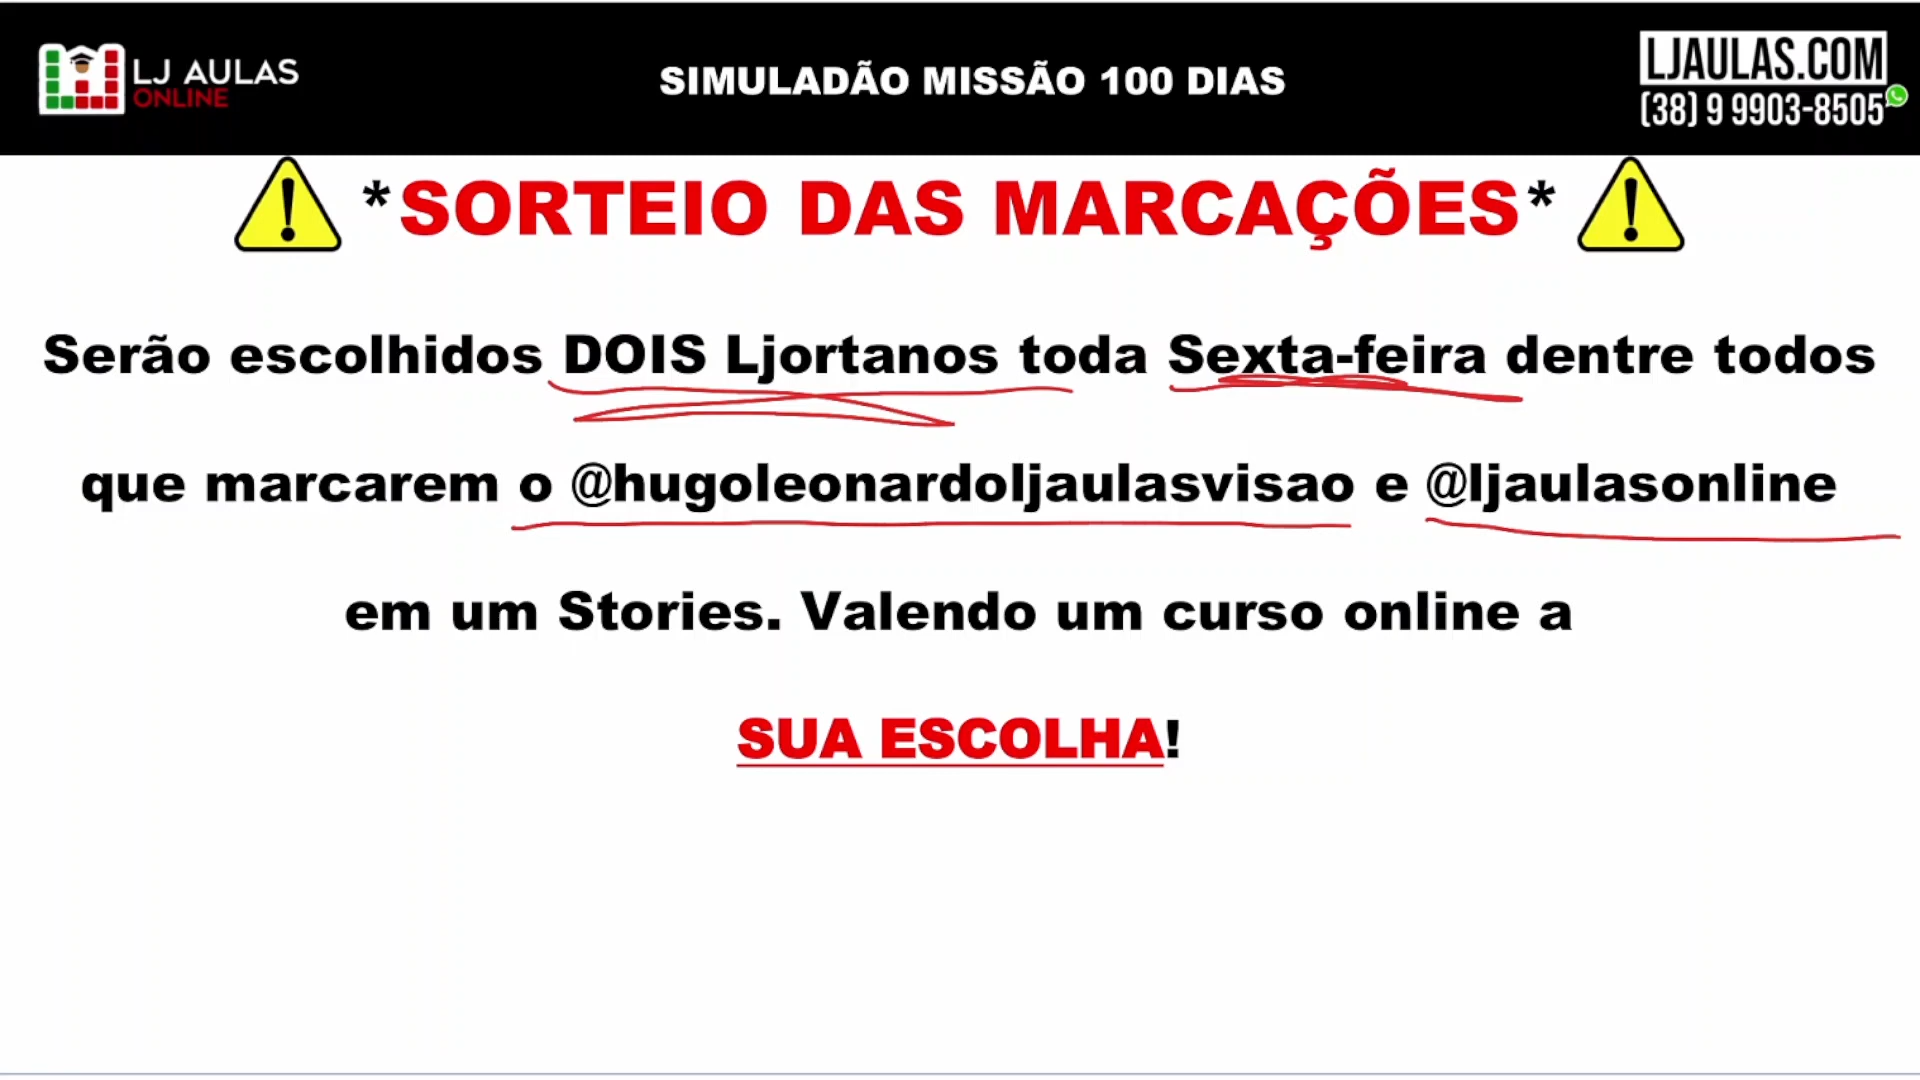 LJ AULAS
ONLINE
SIMULADÃO MISSÃO 100 DIAS
LJAULAS.COM
(38) 9 9903-8505
*SORTEIO DAS MARCAÇÕES*
Serão escolhidos DOIS Ljortanos toda Sexta-feira dentre todos
que marcarem o @hugoleonardoljaulasvisao e @ljaulasonline
em um Stories. Valendo um curso online a
SUA ESCOLHA!